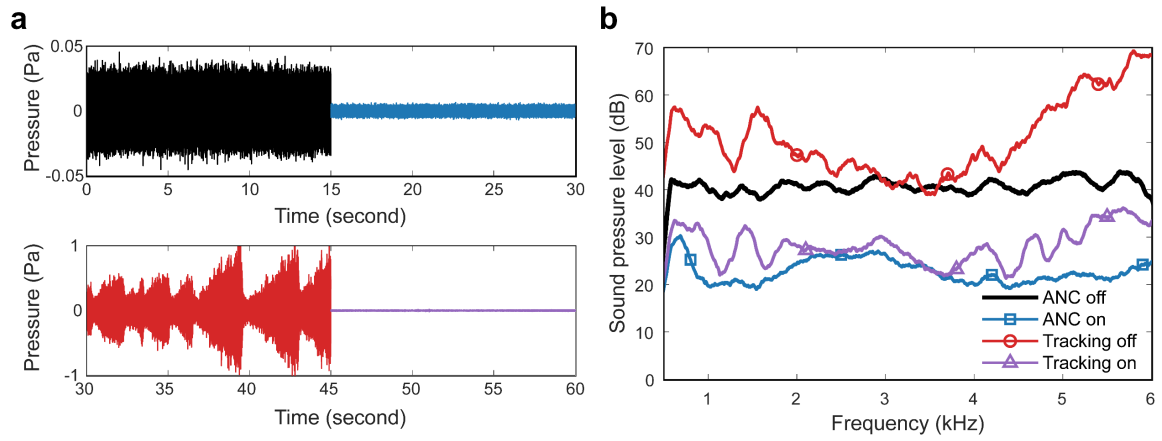 a
0.05
0
-0.05
Pressure (Pa)
0 5 10 15 20 25 30
Time (second)
1
0
-1
Pressure (Pa)
30 35 40 45 50 55 60
Time (second)
b
70
60
50
40
30
20
10
0
Sound pressure level (dB)
ANC off
ANC on
Tracking off
Tracking on
1 2 3 4 5 6
Frequency (kHz)